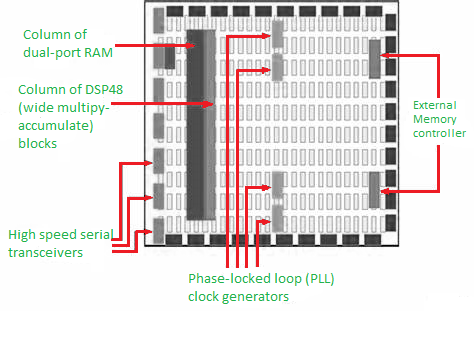 Column of
dual-port RAM
Column of DSP48
(wide multipy-
accumulate)
blocks
High speed serial
transceivers
Phase-locked loop (PLL)
clock generators
External
Memory
controller